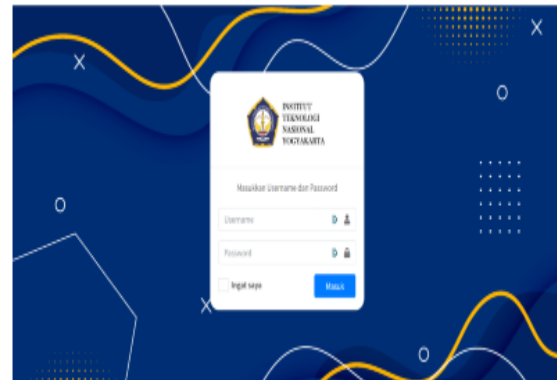 INSTITUT
TEKNOLOGI
NASIONAL
YOGYAKARTA
Masukkan Username dan Password
Username
Password
Ingat saya
Masuk